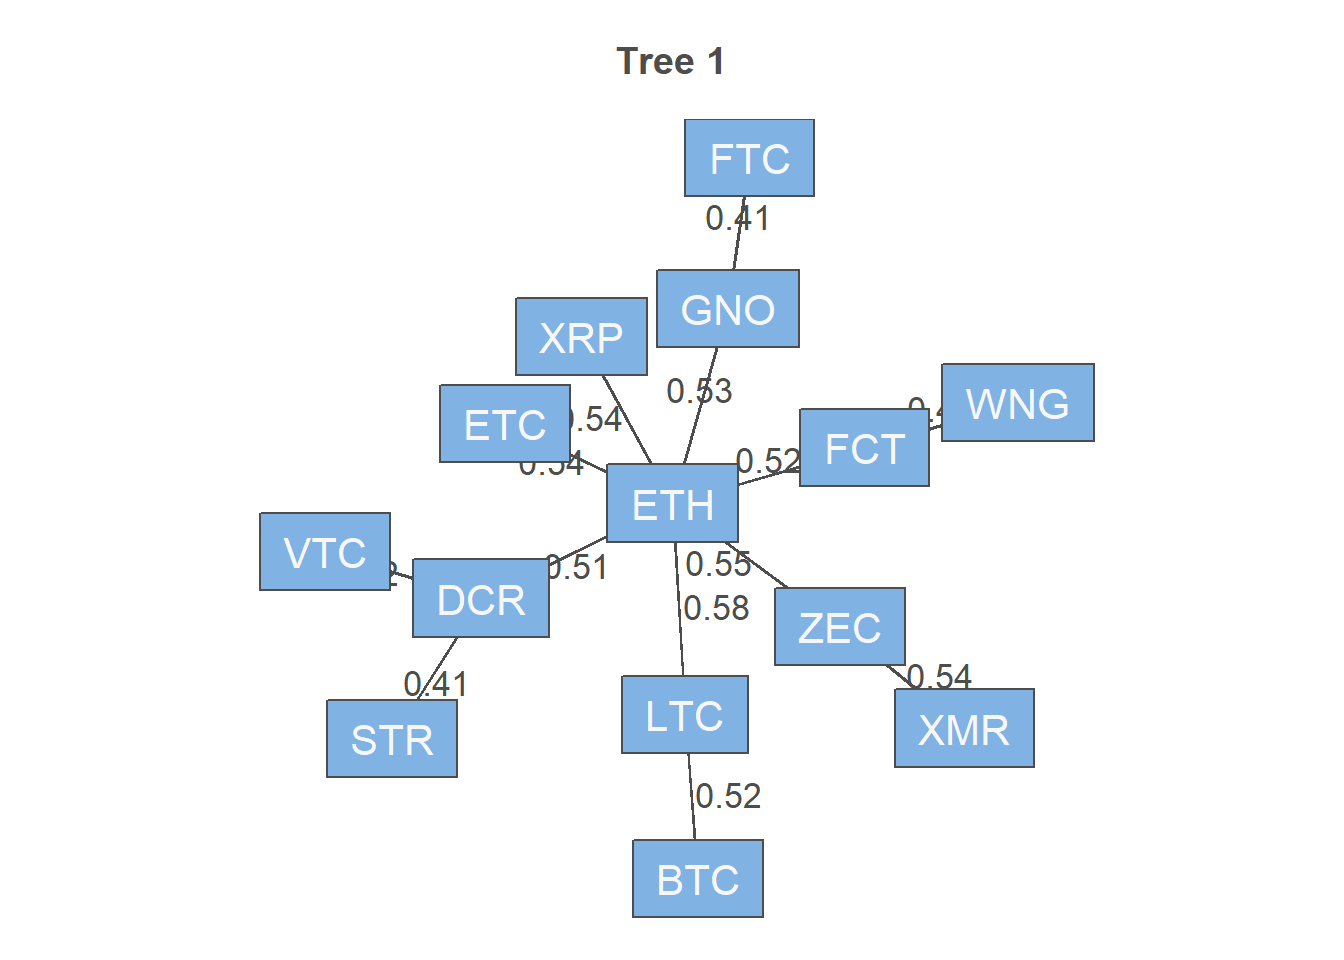 Tree 1
FTC
0.41
GNO
XRP
0.53
WNG
ETC
0.54
FCT
0.54
0.52
ETH
VTC
0.51
0.55
DCR
0.58
ZEC
0.41
0.54
STR
LTC
XMR
0.52
BTC